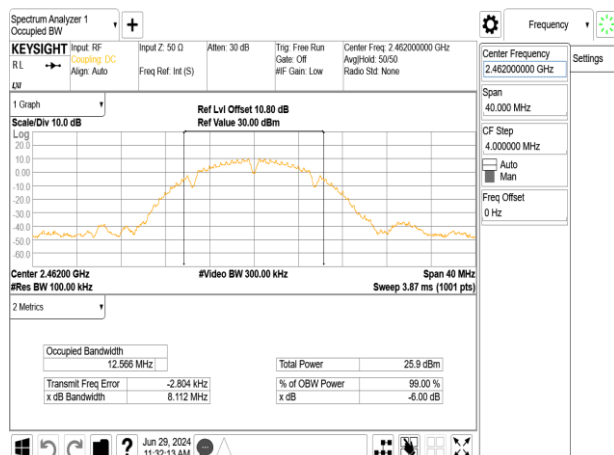 Spectrum Analyzer 1
Occupied BW
+
Frequency
KEYSIGHT
RL
LXI
Input: RF
Coupling: DC
Align: Auto
Input Z: 50 Ω
Freq Ref: Int (S)
Atten: 30 dB
Trig: Free Run
Gate: Off
#IF Gain: Low
Center Freq: 2.462000000 GHz
Avg|Hold: 50/50
Radio Std: None
Center Frequency
2.462000000 GHz
Settings
Span
40.000 MHz
CF Step
4.000000 MHz
Auto
Man
Freq Offset
0 Hz
1 Graph
Scale/Div 10.0 dB
Ref Lvl Offset 10.80 dB
Ref Value 30.00 dBm
Log
20.0
10.0
0.00
-10.0
-20.0
-30.0
-40.0
-50.0
-60.0
Center 2.46200 GHz
#Res BW 100.00 kHz
#Video BW 300.00 kHz
Span 40 MHz
Sweep 3.87 ms (1001 pts)
2 Metrics
Occupied Bandwidth
12.566 MHz
Transmit Freq Error -2.804 kHz
x dB Bandwidth 8.112 MHz
Total Power 25.9 dBm
% of OBW Power 99.00 %
x dB -6.00 dB
?
Jun 29, 2024
11:32:13 AM